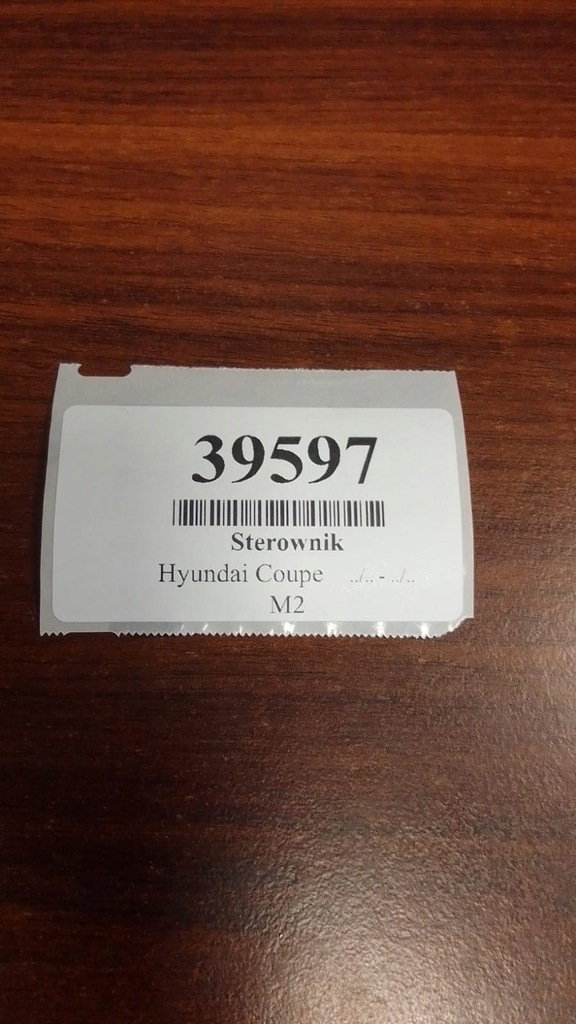 39597
Sterownik
Hyundai Coupe ../.. - ../..
M2